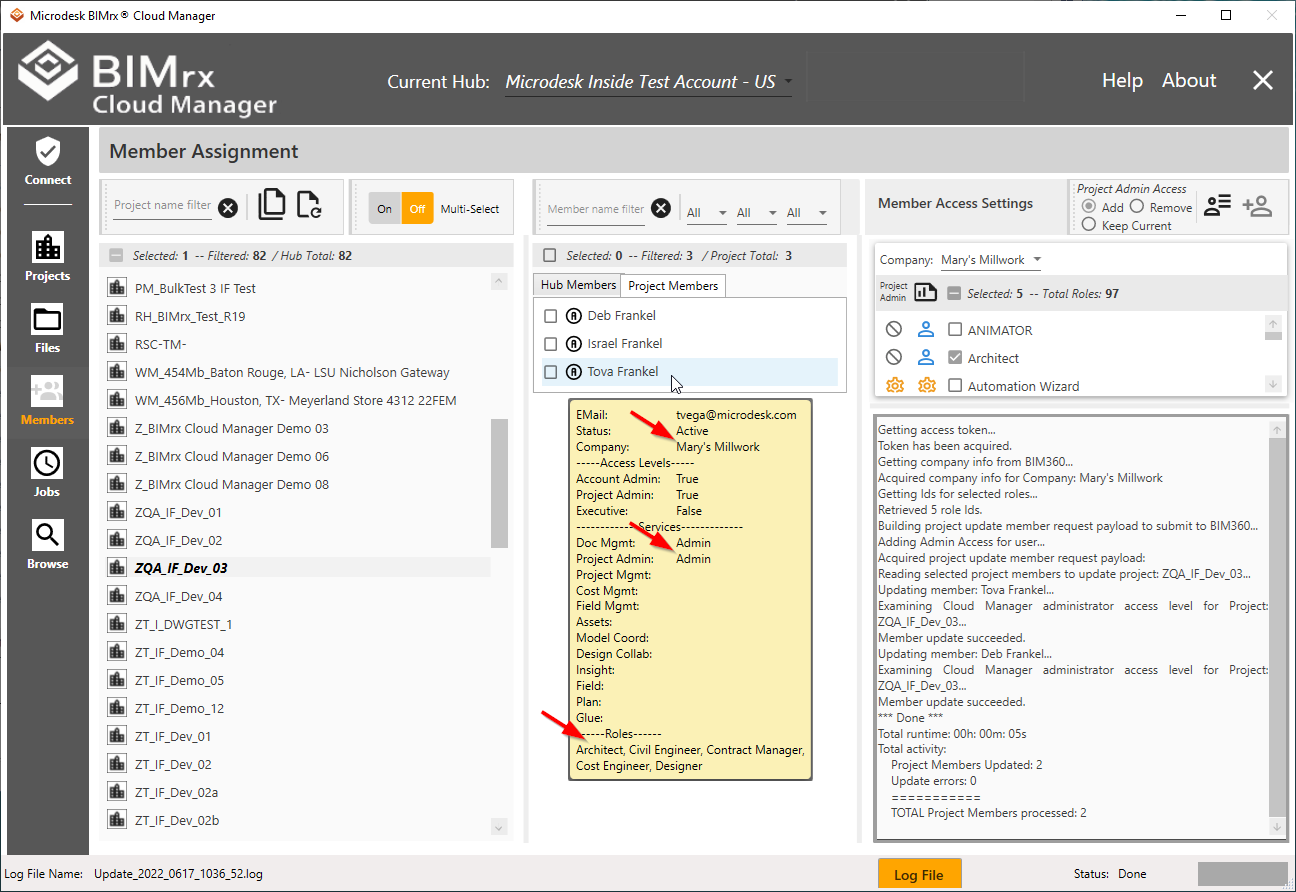 Microdesk BIMrx® Cloud Manager
BIMrx
Cloud Manager
Current Hub: Microdesk Inside Test Account - US
Help About
Connect
Projects
Files
Members
Jobs
Browse
Member Assignment
Project name filter
On Off Multi-Select
Selected: 1 -- Filtered: 82 / Hub Total: 82
PM_BulkTest 3 IF Test
RH_BIMrx_Test_R19
RSC-TM-
WM_454Mb_Baton Rouge, LA- LSU Nicholson Gateway
WM_456Mb_Houston, TX- Meyerland Store 4312 22FEM
Z_BIMrx Cloud Manager Demo 03
Z_BIMrx Cloud Manager Demo 06
Z_BIMrx Cloud Manager Demo 08
ZQA_IF_Dev_01
ZQA_IF_Dev_02
ZQA_IF_Dev_03
ZQA_IF_Dev_04
ZT_I_DWGTEST_1
ZT_IF_Demo_04
ZT_IF_Demo_05
ZT_IF_Demo_12
ZT_IF_Dev_01
ZT_IF_Dev_02
ZT_IF_Dev_02a
ZT_IF_Dev_02b
Member name filter
All All All
Selected: 0 -- Filtered: 3 / Project Total: 3
Hub Members Project Members
A Deb Frankel
A Israel Frankel
A Tova Frankel
EMail: tvega@microdesk.com
Status: Active
Company: Mary's Millwork
-----Access Levels-----
Account Admin: True
Project Admin: True
Executive: False
------------Services-------------
Doc Mgmt: Admin
Project Admin: Admin
Project Mgmt:
Cost Mgmt:
Field Mgmt:
Assets:
Model Coord:
Design Collab:
Insight:
Field:
Plan:
Glue:
-----Roles------
Architect, Civil Engineer, Contract Manager,
Cost Engineer, Designer
Member Access Settings
Project Admin Access
Add Remove
Keep Current
Company: Mary's Millwork
Project
Admin
Selected: 5 -- Total Roles: 97
ANIMATOR
Architect
Automation Wizard
Getting access token...
Token has been acquired.
Getting company info from BIM360...
Acquired company info for Company: Mary's Millwork
Getting Ids for selected roles...
Retrieved 5 role Ids.
Building project update member request payload to submit to BIM360...
Adding Admin Access for user...
Acquired project update member request payload:
Reading selected project members to update project: ZQA_IF_Dev_03...
Updating member: Tova Frankel...
Examining Cloud Manager administrator access level for Project:
ZQA_IF_Dev_03...
Member update succeeded.
Updating member: Deb Frankel...
Examining Cloud Manager administrator access level for Project:
ZQA_IF_Dev_03...
Member update succeeded.
*** Done ***
Total runtime: 00h: 00m: 05s
Total activity:
Project Members Updated: 2
Update errors: 0
===========
TOTAL Project Members processed: 2
Log File Name: Update_2022_0617_1036_52.log
Log File
Status: Done